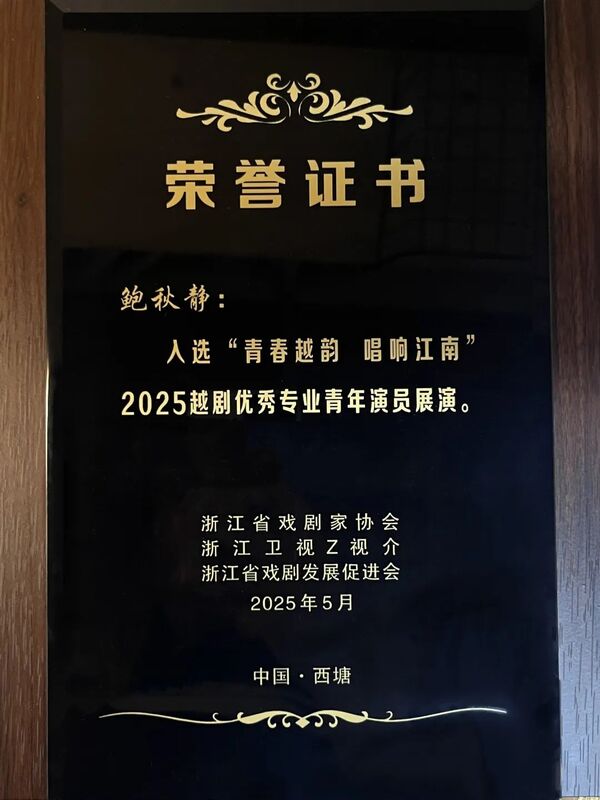 荣誉证书
鲍秋静：
入选“青春越韵 唱响江南”
2025越剧优秀专业青年演员展演。
浙江省戏剧家协会
浙江卫视Z视介
浙江省戏剧发展促进会
2025年5月
中国·西塘